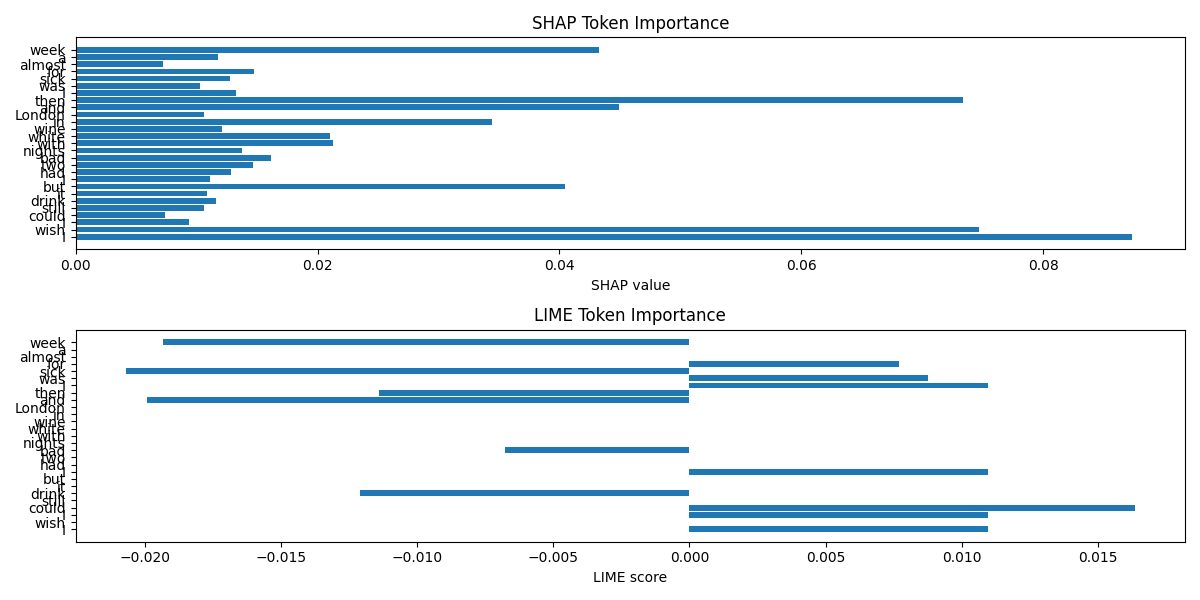 SHAP Token Importance
week
a
almost
for
sick
was
I
then
and
London
in
wine
white
with
nights
bad
two
had
I
but
it
drink
still
could
I
wish
I
0.00 0.02 0.04 0.06 0.08
SHAP value
LIME Token Importance
week
a
almost
for
sick
was
I
then
and
London
in
wine
white
with
nights
bad
two
had
I
but
it
drink
still
could
I
wish
I
−0.020 −0.015 −0.010 −0.005 0.000 0.005 0.010 0.015
LIME score